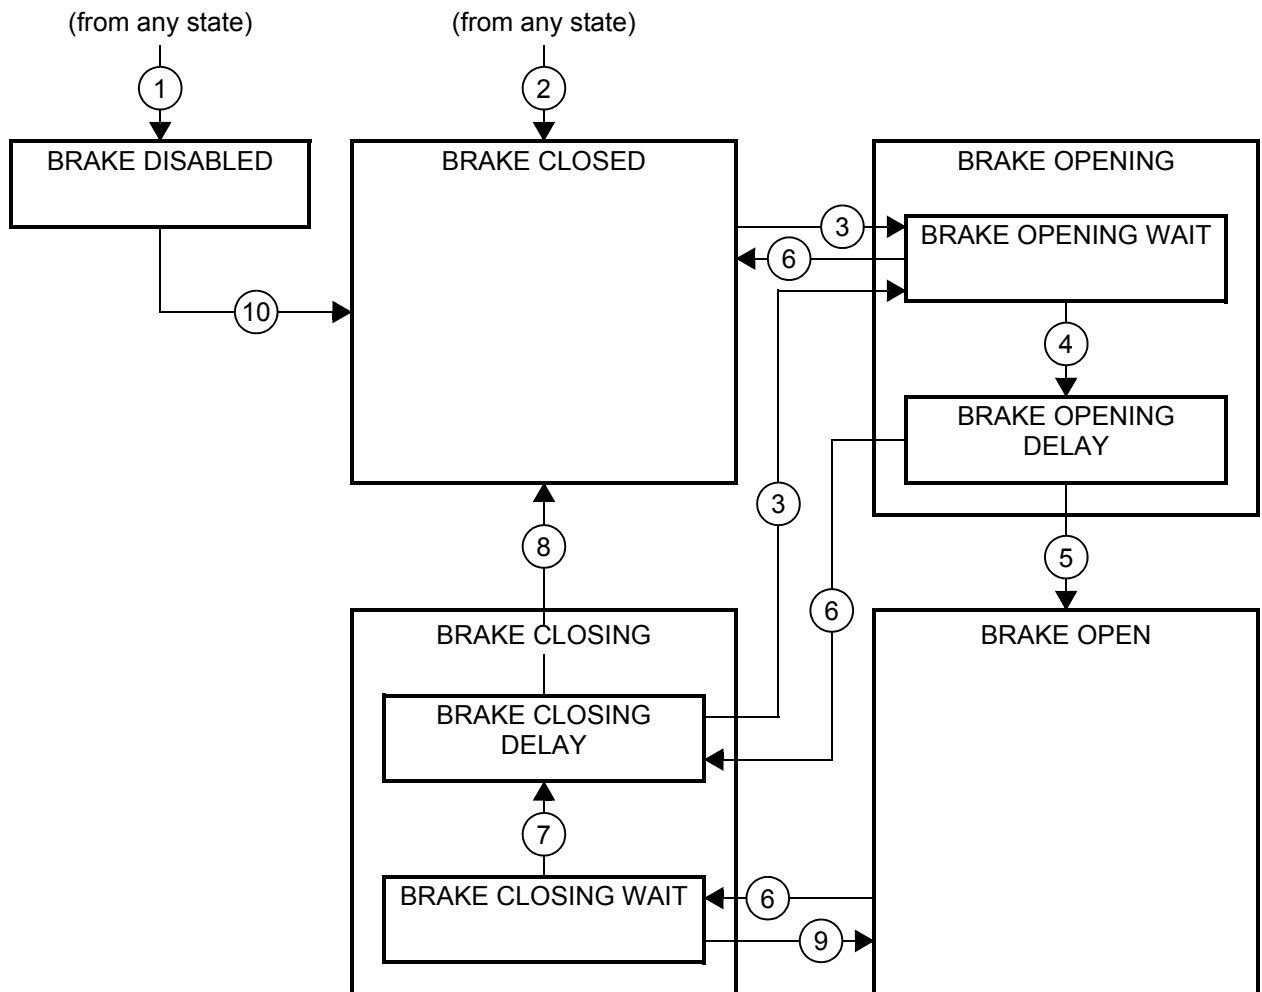 (from any state)
(from any state)
1
2
BRAKE DISABLED
BRAKE CLOSED
BRAKE OPENING
3
BRAKE OPENING WAIT
6
10
4
BRAKE OPENING
DELAY
3
8
5
6
BRAKE CLOSING
BRAKE OPEN
BRAKE CLOSING
DELAY
7
BRAKE CLOSING WAIT
6
9